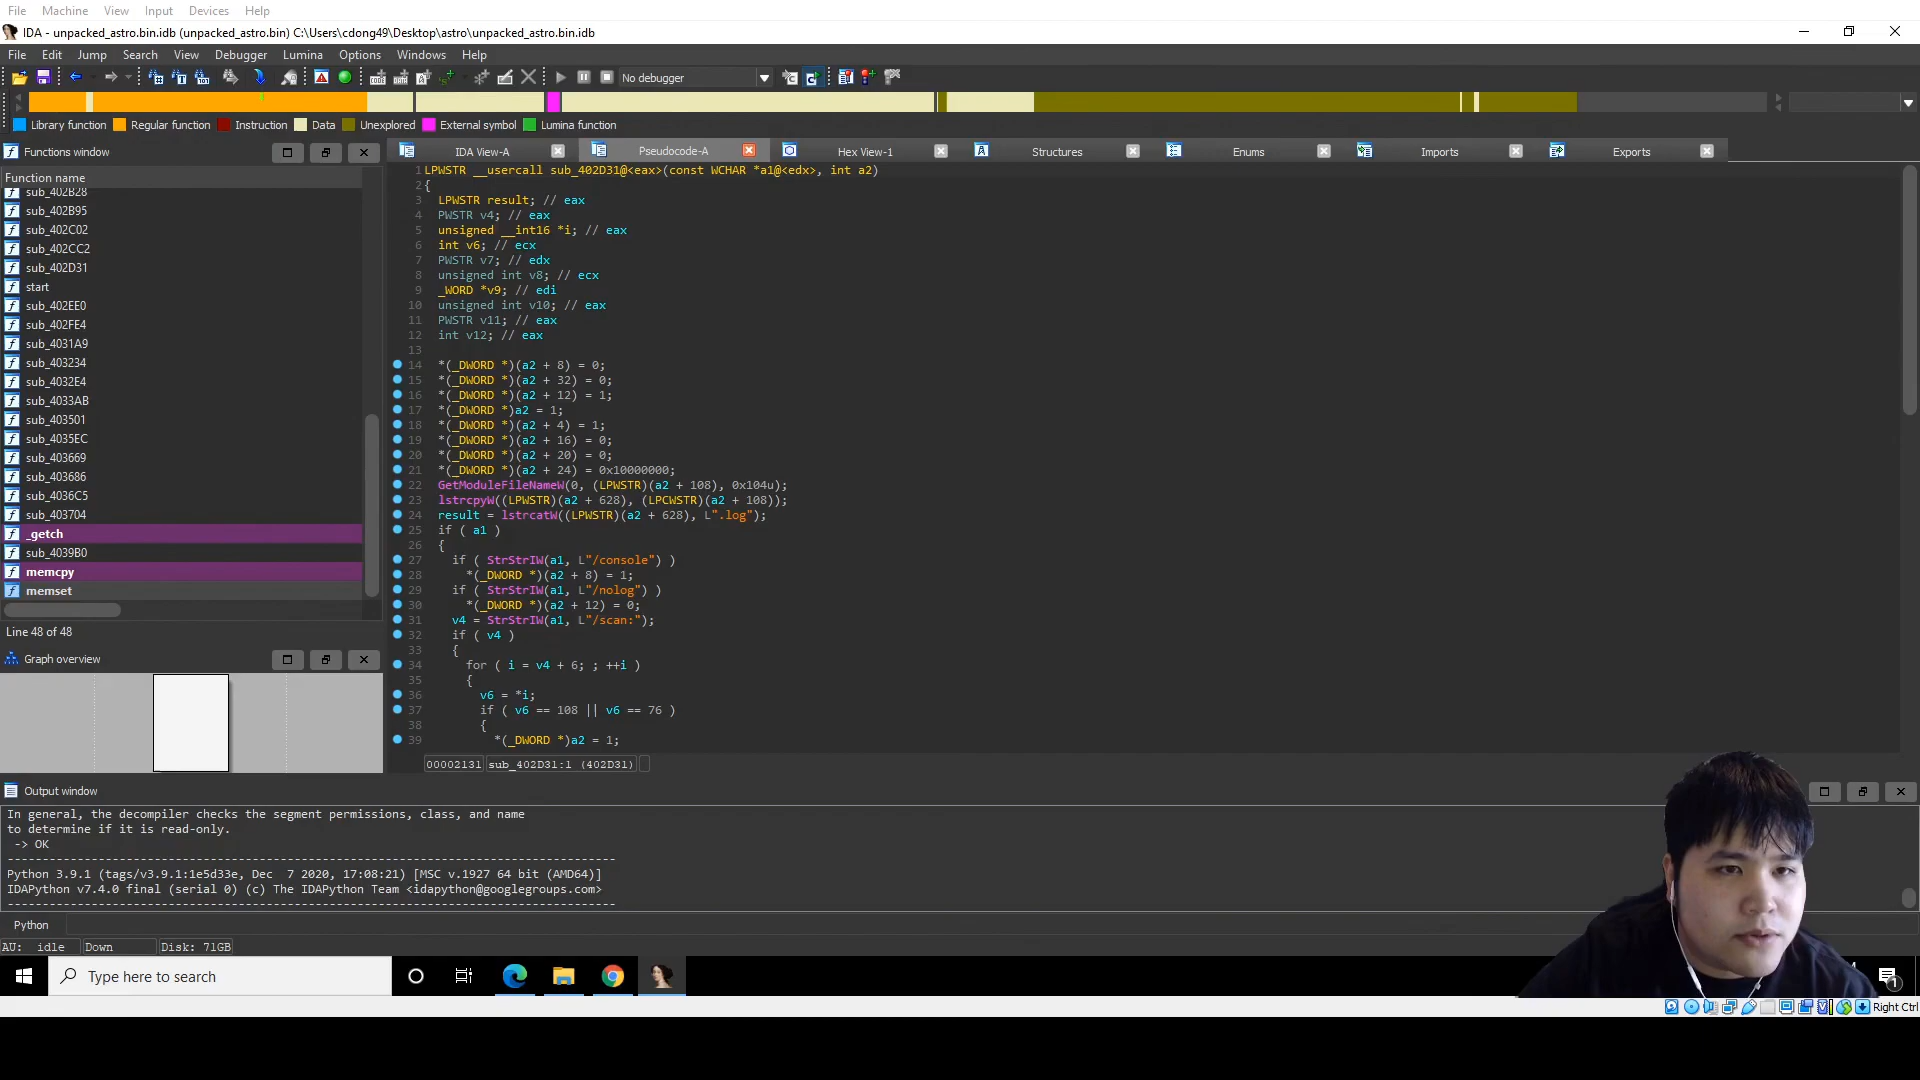 File Machine View Input Devices Help
IDA - unpacked_astro.bin.idb (unpacked_astro.bin) C:\Users\cdong49\Desktop\astro\unpacked_astro.bin.idb
File Edit Jump Search View Debugger Lumina Options Windows Help
No debugger
Library function Regular function Instruction Data Unexplored External symbol Lumina function
Functions window
IDA View-A Pseudocode-A Hex View-1 Structures Enums Imports Exports
Function name
sub_402B28
sub_402B95
sub_402C02
sub_402CC2
sub_402D31
start
sub_402EE0
sub_402FE4
sub_4031A9
sub_403234
sub_4032E4
sub_4033AB
sub_403501
sub_4035EC
sub_403669
sub_403686
sub_4036C5
sub_403704
_getch
sub_4039B0
memcpy
memset
Line 48 of 48
Graph overview
1 LPWSTR __usercall sub_402D31@<eax>(const WCHAR *a1@<edx>, int a2)
2 {
3 LPWSTR result; // eax
4 PWSTR v4; // eax
5 unsigned __int16 *i; // eax
6 int v6; // ecx
7 PWSTR v7; // edx
8 unsigned int v8; // ecx
9 _WORD *v9; // edi
10 unsigned int v10; // eax
11 PWSTR v11; // eax
12 int v12; // eax
13
14 *(_DWORD *)(a2 + 8) = 0;
15 *(_DWORD *)(a2 + 32) = 0;
16 *(_DWORD *)(a2 + 12) = 1;
17 *(_DWORD *)a2 = 1;
18 *(_DWORD *)(a2 + 4) = 1;
19 *(_DWORD *)(a2 + 16) = 0;
20 *(_DWORD *)(a2 + 20) = 0;
21 *(_DWORD *)(a2 + 24) = 0x10000000;
22 GetModuleFileNameW(0, (LPWSTR)(a2 + 108), 0x104u);
23 lstrcpyW((LPWSTR)(a2 + 628), (LPCWSTR)(a2 + 108));
24 result = lstrcatW((LPWSTR)(a2 + 628), L".log");
25 if ( a1 )
26 {
27 if ( StrStrIW(a1, L"/console") )
28 *(_DWORD *)(a2 + 8) = 1;
29 if ( StrStrIW(a1, L"/nolog") )
30 *(_DWORD *)(a2 + 12) = 0;
31 v4 = StrStrIW(a1, L"/scan:");
32 if ( v4 )
33 {
34 for ( i = v4 + 6; ; ++i )
35 {
36 v6 = *i;
37 if ( v6 == 108 || v6 == 76 )
38 {
39 *(_DWORD *)a2 = 1;
00002131 sub_402D31:1 (402D31)
Output window
In general, the decompiler checks the segment permissions, class, and name
to determine if it is read-only.
-> OK
-------------------------------------------------------------------------------
Python 3.9.1 (tags/v3.9.1:1e5d33e, Dec 7 2020, 17:08:21) [MSC v.1927 64 bit (AMD64)]
IDAPython v7.4.0 final (serial 0) (c) The IDAPython Team <idapython@googlegroups.com>
-------------------------------------------------------------------------------
Python
AU: idle Down Disk: 71GB
Type here to search
1
Right Ctrl